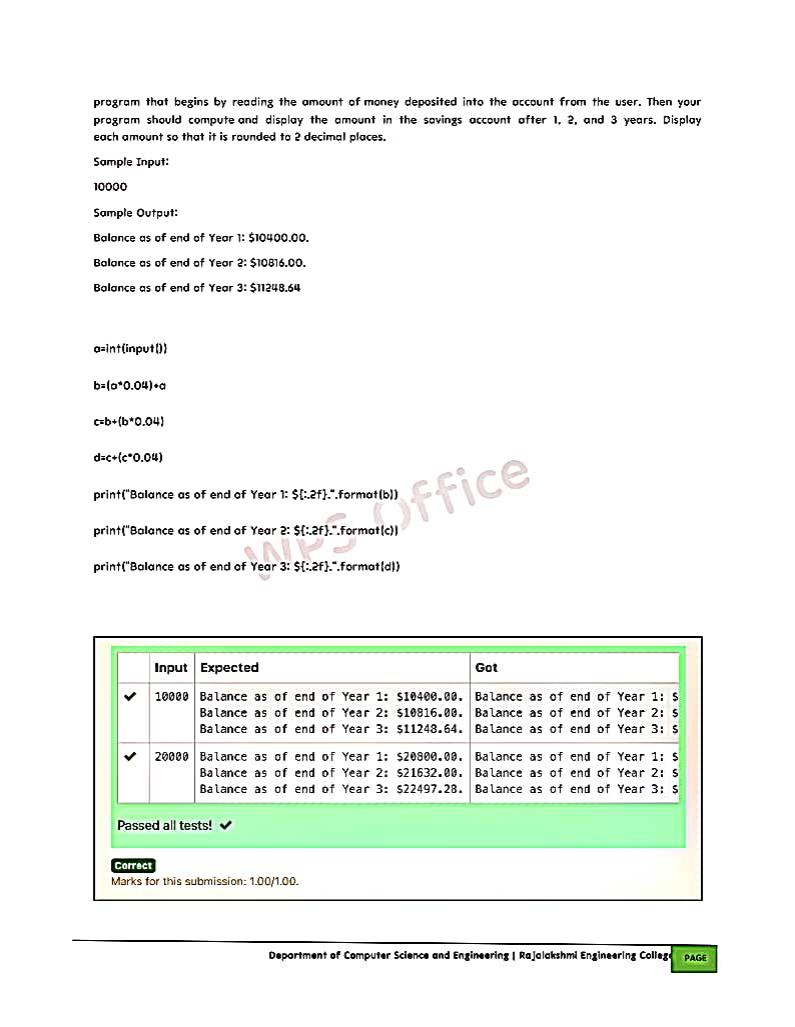 program that begins by reading the amount of money deposited into the account from the user. Then your
program should compute and display the amount in the savings account after 1, 2, and 3 years. Display
each amount so that it is rounded to 2 decimal places.
Sample Input:
10000
Sample Output:
Balance as of end of Year 1: $10400.00.
Balance as of end of Year 2: $10816.00.
Balance as of end of Year 3: $11248.64
a=int(input())
b=(a*0.04)+a
c=b+(b*0.04)
d=c+(c*0.04)
print("Balance as of end of Year 1: ${:.2f}.".format(b))
print("Balance as of end of Year 2: ${:.2f}.".format(c))
print("Balance as of end of Year 3: ${:.2f}.".format(d))
WPS Office
Input Expected Got
10000 Balance as of end of Year 1: $10400.00. Balance as of end of Year 1: $
Balance as of end of Year 2: $10816.00. Balance as of end of Year 2: $
Balance as of end of Year 3: $11248.64. Balance as of end of Year 3: $
20000 Balance as of end of Year 1: $20800.00. Balance as of end of Year 1: $
Balance as of end of Year 2: $21632.00. Balance as of end of Year 2: $
Balance as of end of Year 3: $22497.28. Balance as of end of Year 3: $
Passed all tests!
Correct
Marks for this submission: 1.00/1.00.
Department of Computer Science and Engineering | Rajalakshmi Engineering College PAGE